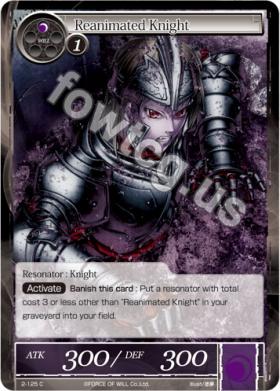 Reanimated Knight
WILL
1
fowtcg.us
Resonator : Knight
Activate Banish this card : Put a resonator with total
cost 3 or less other than "Reanimated Knight" in your
graveyard into your field.
ATK 300/ DEF 300
2-125 C ©FORCE OF WILL Co.,Ltd. Illust/